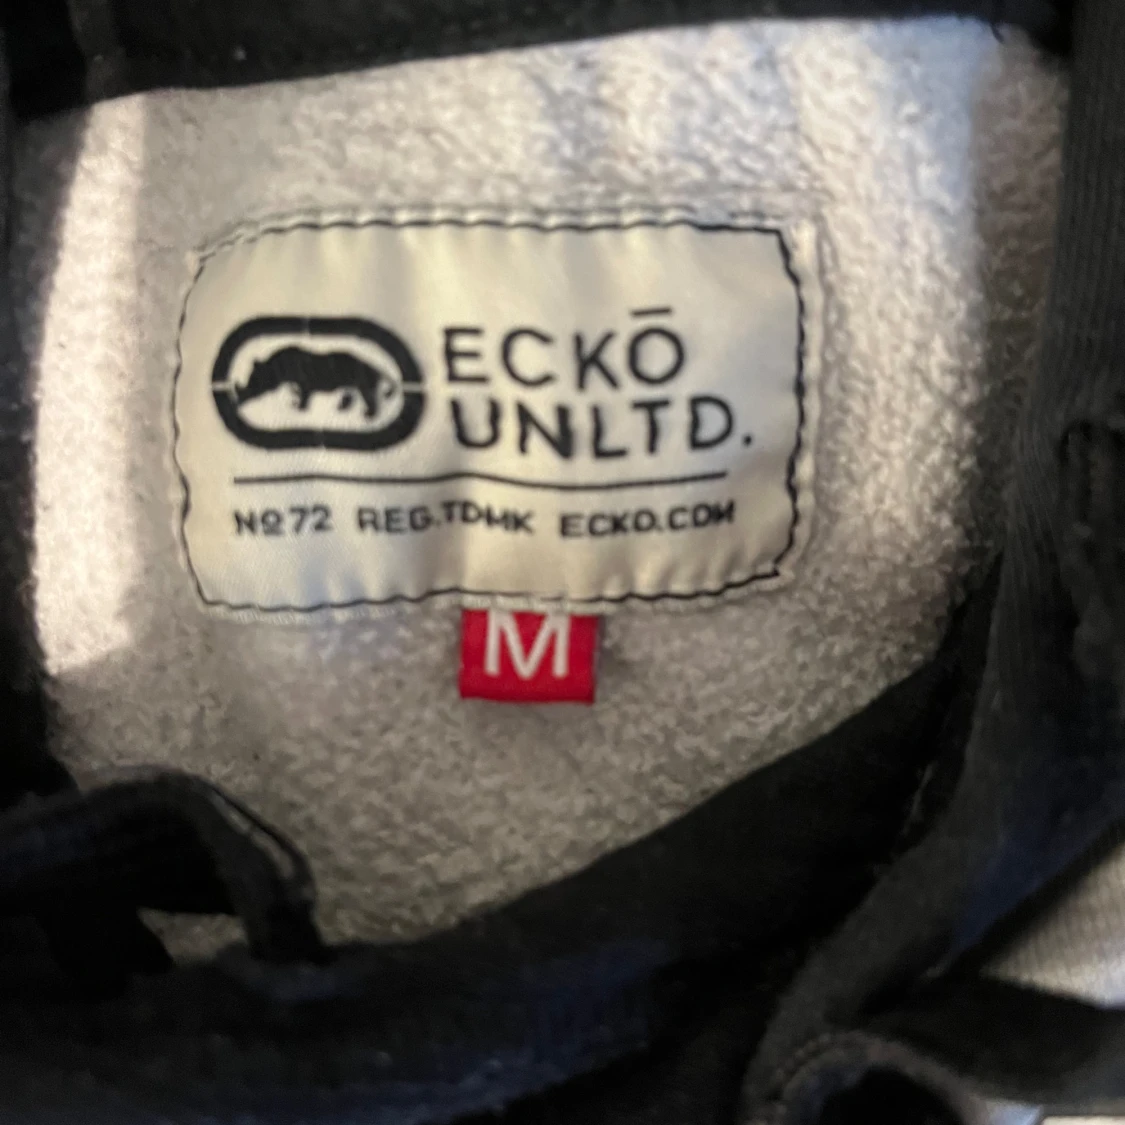 ECKŌ
UNLTD.
Nº72 REG.TDMK ECKO.COM
M